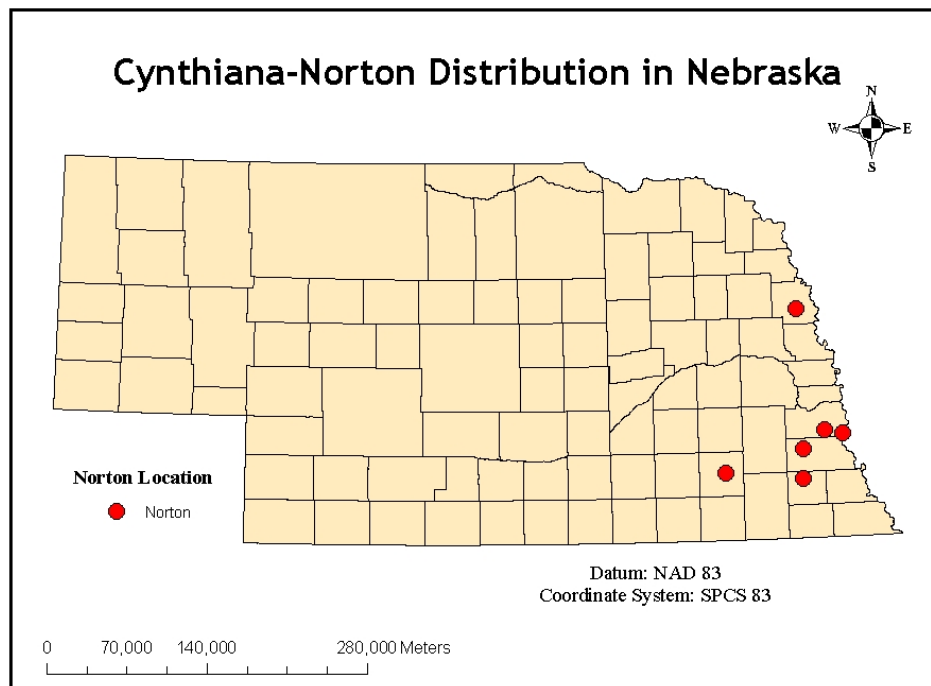 Cynthiana-Norton Distribution in Nebraska
N
W E
S
Norton Location
Norton
Datum: NAD 83
Coordinate System: SPCS 83
0 70,000 140,000 280,000 Meters